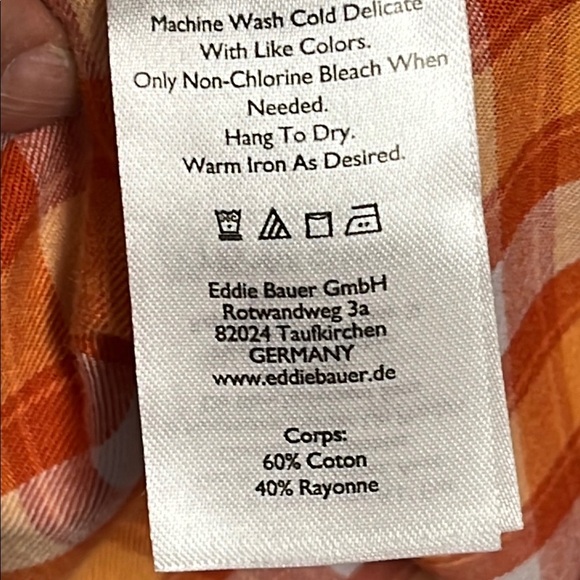 Machine Wash Cold Delicate
With Like Colors.
Only Non-Chlorine Bleach When
Needed.
Hang To Dry.
Warm Iron As Desired.
Eddie Bauer GmbH
Rotwandweg 3a
82024 Taufkirchen
GERMANY
www.eddiebauer.de
Corps:
60% Coton
40% Rayonne